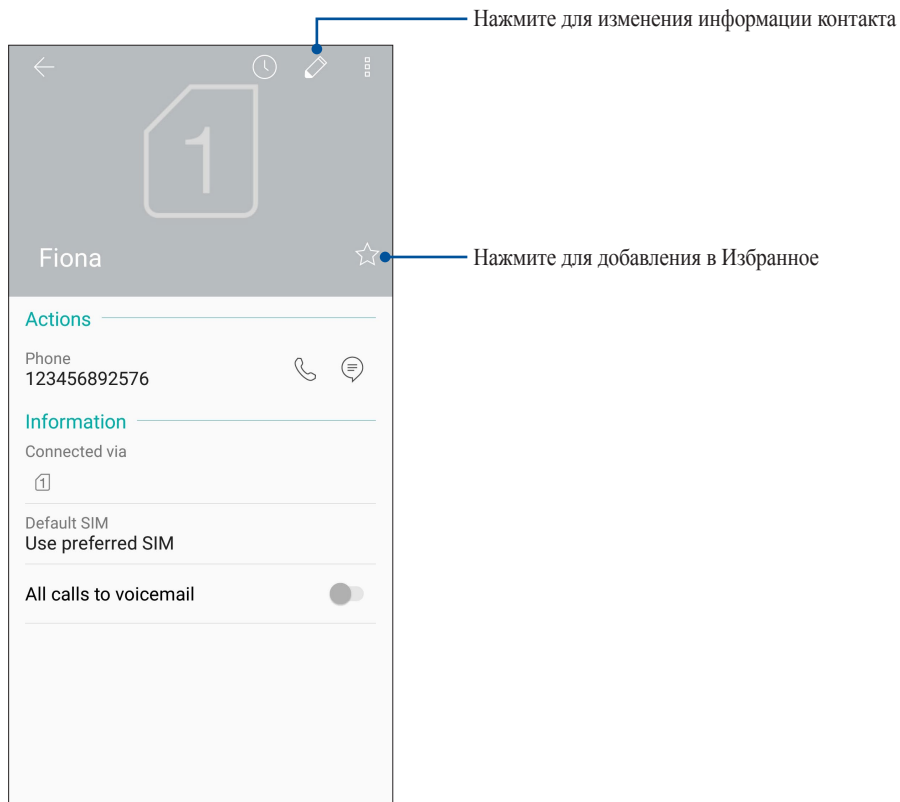 Нажмите для изменения информации контакта
1
Fiona
Нажмите для добавления в Избранное
Actions
Phone
123456892576
Information
Connected via
1
Default SIM
Use preferred SIM
All calls to voicemail